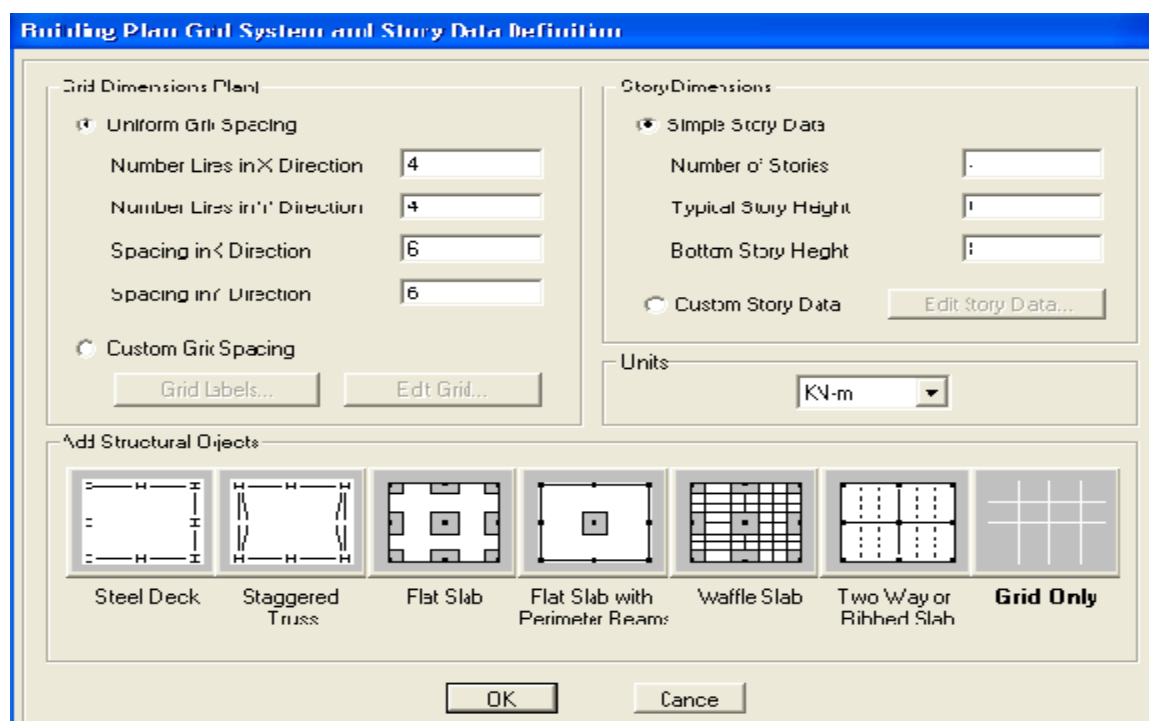 Building Plan Grid System and Story Data Definition
Grid Dimensions Plan
Uniform Grid Spacing
Number Lines in X Direction
4
Number Lines in Y Direction
4
Spacing in X Direction
6
Spacing in Y Direction
6
Custom Grid Spacing
Grid Labels...
Edit Grid...
Story Dimensions
Simple Story Data
Number of Stories
Typical Story Height
Bottom Story Height
Custom Story Data
Edit Story Data...
Units
KN-m
Add Structural Objects
Steel Deck
Staggered
Truss
Flat Slab
Flat Slab with
Perimeter Beams
Waffle Slab
Two Way or
Ribbed Slab
Grid Only
OK
Cancel